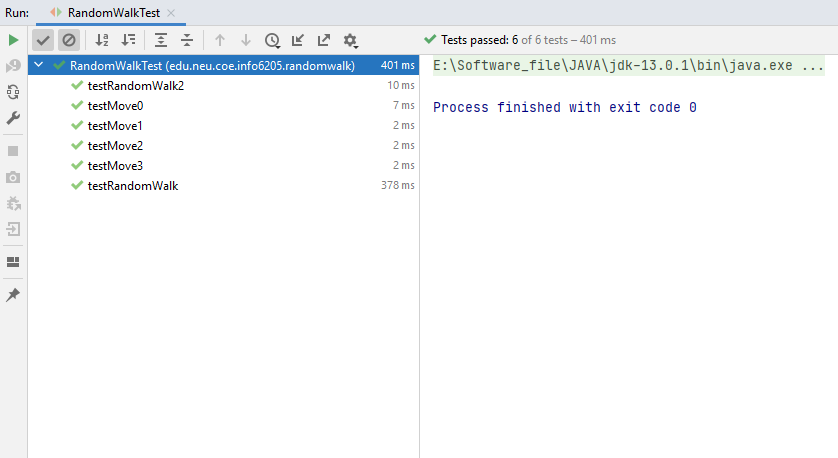 Run: RandomWalkTest
Tests passed: 6 of 6 tests – 401 ms
RandomWalkTest (edu.neu.coe.info6205.randomwalk) 401 ms
testRandomWalk2 10 ms
testMove0 7 ms
testMove1 2 ms
testMove2 2 ms
testMove3 2 ms
testRandomWalk 378 ms
E:\Software_file\JAVA\jdk-13.0.1\bin\java.exe ...
Process finished with exit code 0